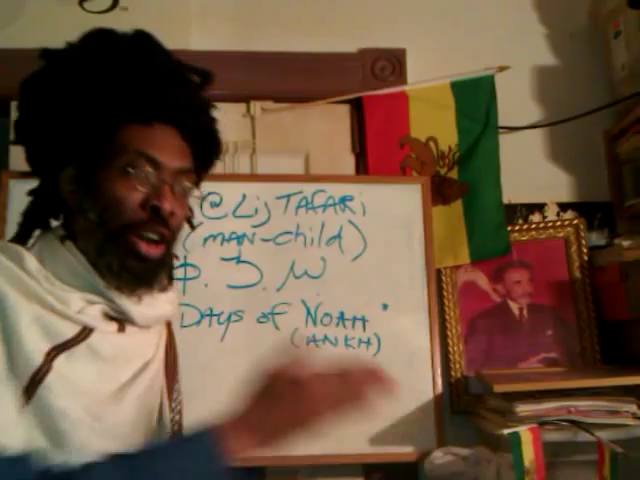 @Lij TAFARi
(MAN-child)
ቀ. ኃ. ሥ
DAYS of NOAH
(ANKH)